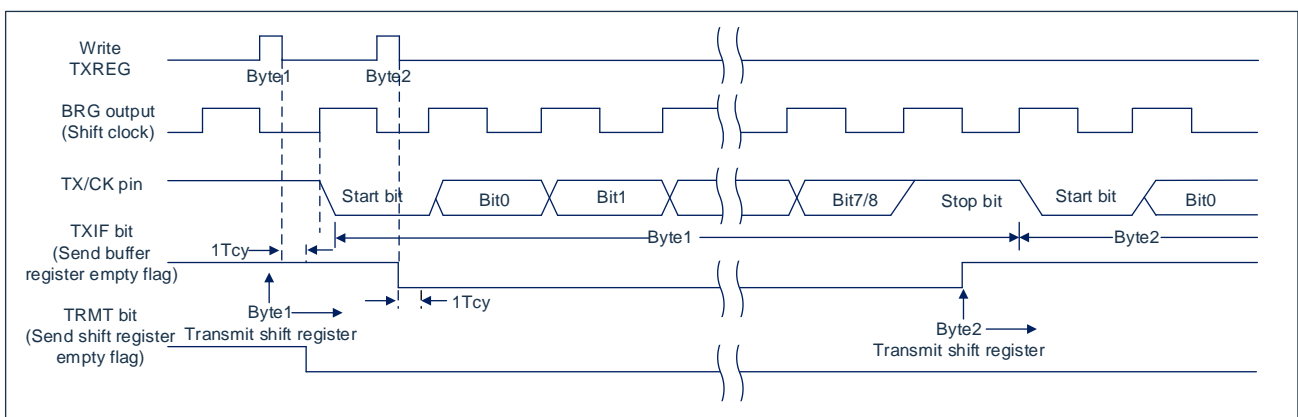 Write
TXREG
Byte1
Byte2
BRG output
(Shift clock)
TX/CK pin
Start bit
Bit0
Bit1
Bit7/8
Stop bit
Start bit
Bit0
TXIF bit
(Send buffer
register empty flag)
1Tcy
Byte1
Byte2
1Tcy
TRMT bit
(Send shift register
empty flag)
Byte1
Transmit shift register
Byte2
Transmit shift register